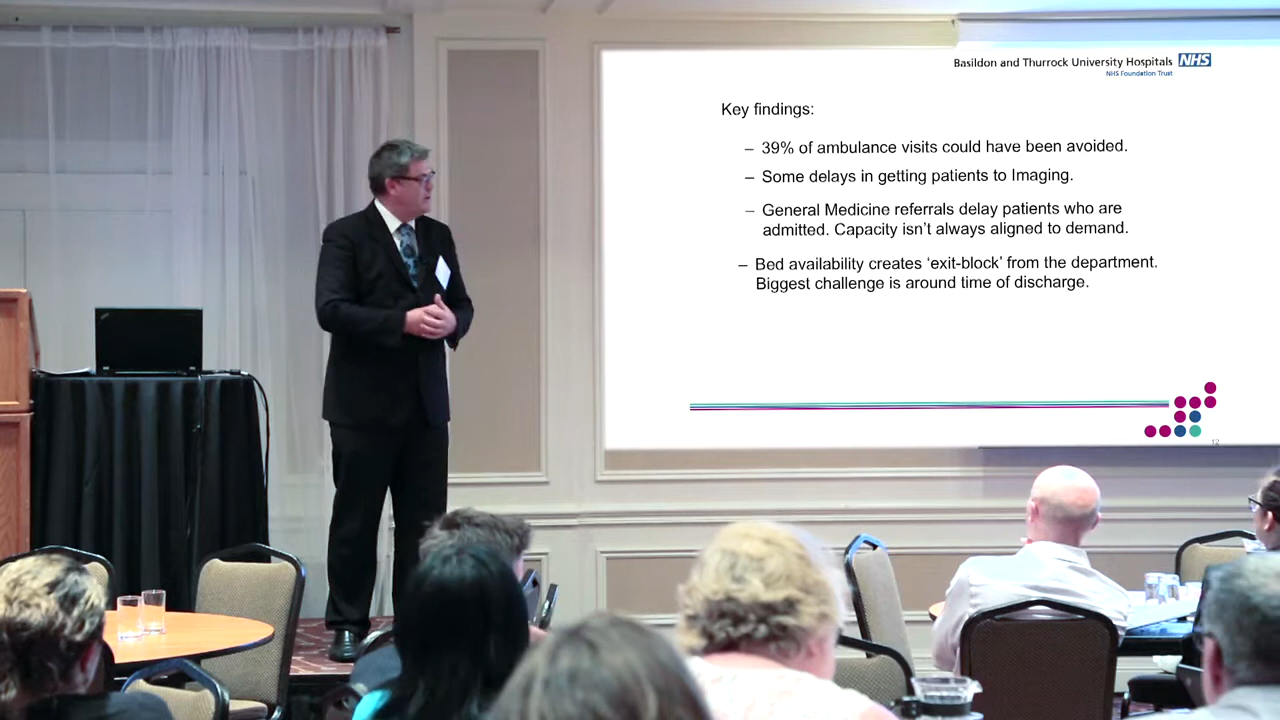 Basildon and Thurrock University Hospitals NHS
NHS Foundation Trust
Key findings:
– 39% of ambulance visits could have been avoided.
– Some delays in getting patients to Imaging.
– General Medicine referrals delay patients who are
admitted. Capacity isn’t always aligned to demand.
– Bed availability creates ‘exit-block’ from the department.
Biggest challenge is around time of discharge.
12